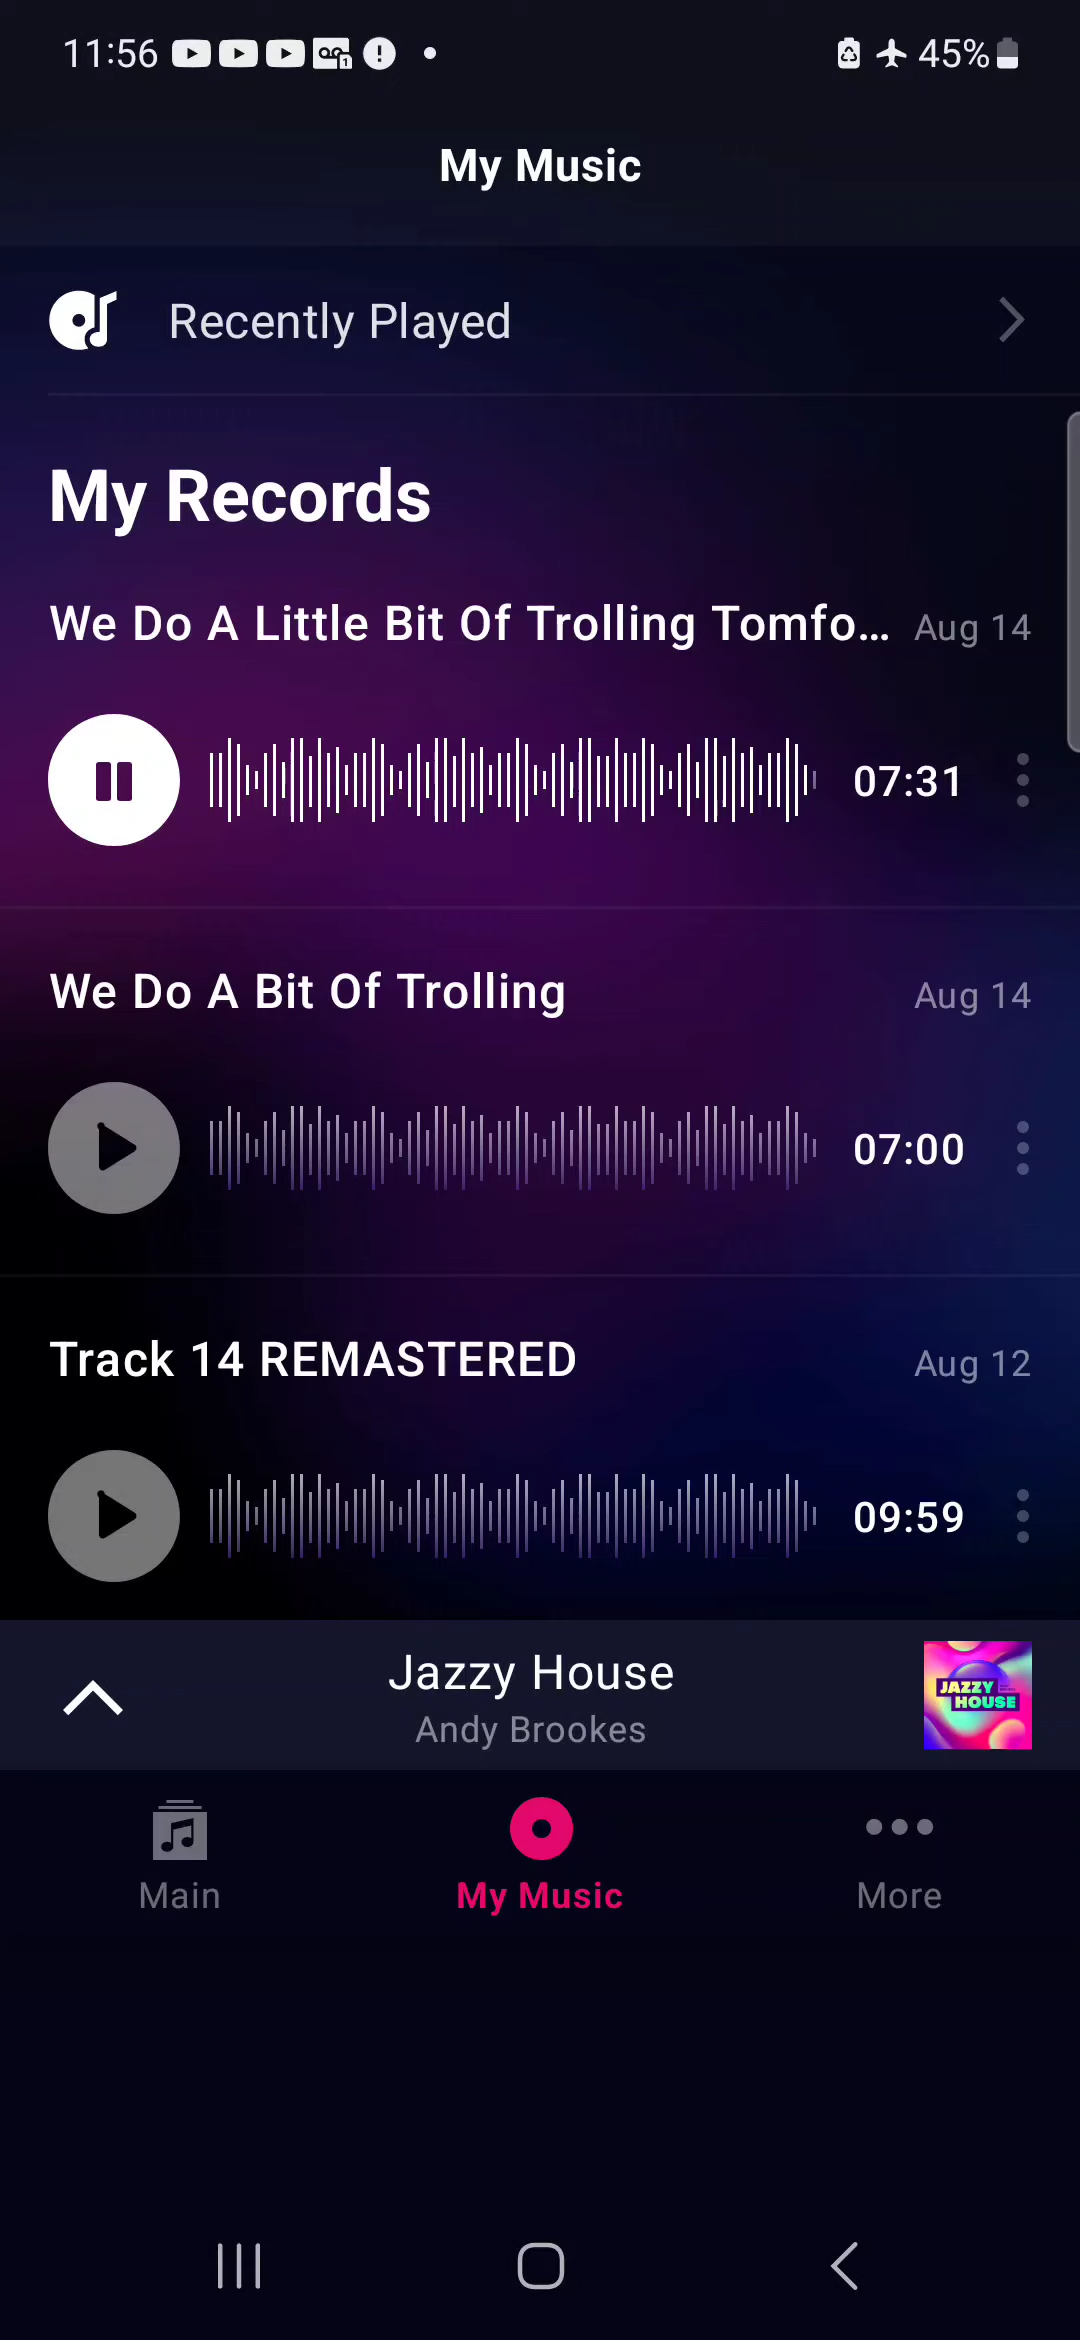 11:56
45%
My Music
Recently Played
My Records
We Do A Little Bit Of Trolling Tomfo... Aug 14
07:31
We Do A Bit Of Trolling Aug 14
07:00
Track 14 REMASTERED Aug 12
09:59
Jazzy House
Andy Brookes
JAZZY
HOUSE
Main My Music More